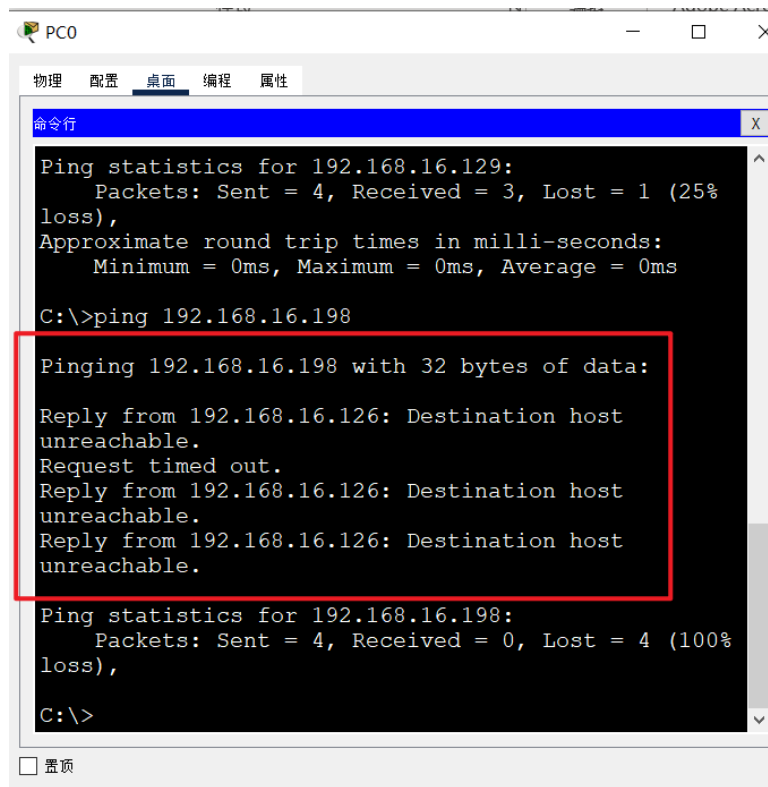 PC0
物理 配置 桌面 编程 属性
命令行
X
Ping statistics for 192.168.16.129:
Packets: Sent = 4, Received = 3, Lost = 1 (25%
loss),
Approximate round trip times in milli-seconds:
Minimum = 0ms, Maximum = 0ms, Average = 0ms
C:\>ping 192.168.16.198
Pinging 192.168.16.198 with 32 bytes of data:
Reply from 192.168.16.126: Destination host
unreachable.
Request timed out.
Reply from 192.168.16.126: Destination host
unreachable.
Reply from 192.168.16.126: Destination host
unreachable.
Ping statistics for 192.168.16.198:
Packets: Sent = 4, Received = 0, Lost = 4 (100%
loss),
C:\>
置顶